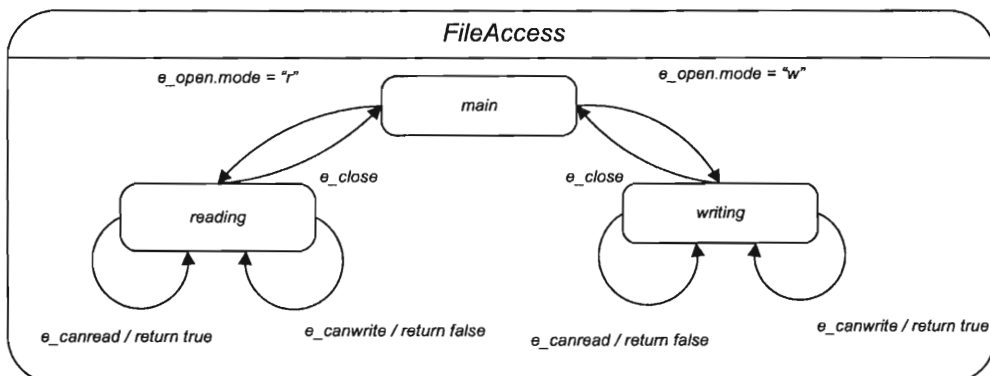 FileAccess
e_open.mode = “r”
e_open.mode = “w”
main
e_close
e_close
reading
writing
e_canread / return true
e_canwrite / return false
e_canread / return false
e_canwrite / return true